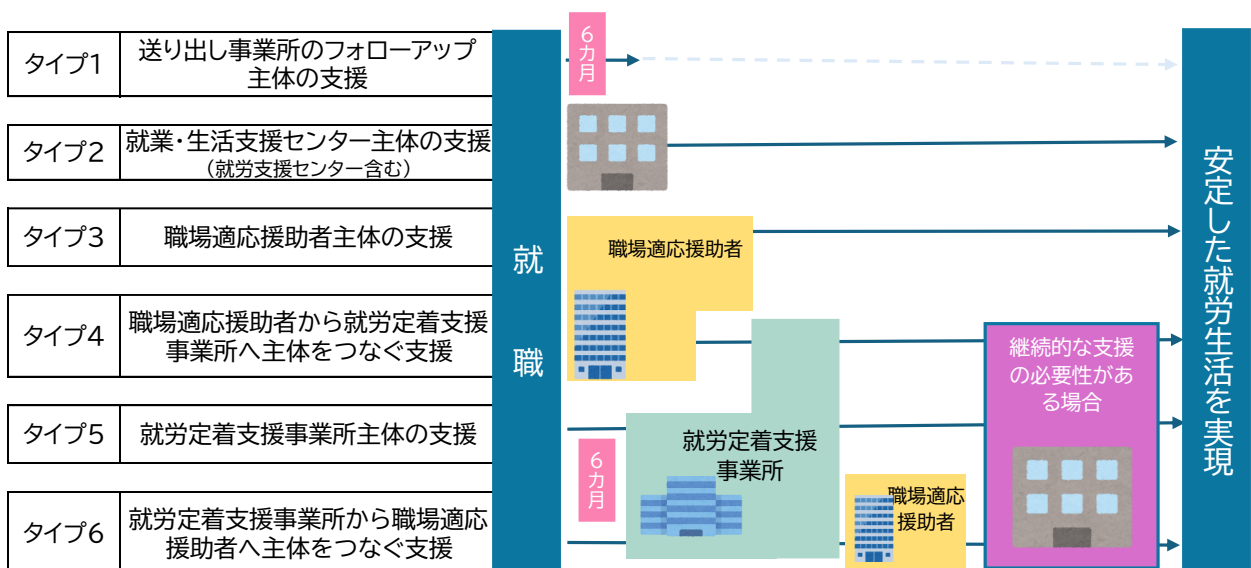 タイプ1
送り出し事業所のフォローアップ
主体の支援
タイプ2
就業・生活支援センター主体の支援
（就労支援センター含む）
タイプ3
職場適応援助者主体の支援
タイプ4
職場適応援助者から就労定着支援
事業所へ主体をつなぐ支援
タイプ5
就労定着支援事業所主体の支援
タイプ6
就労定着支援事業所から職場適応
援助者へ主体をつなぐ支援
就職
6カ月
職場適応援助者
6カ月
就労定着支援
事業所
職場適応
援助者
継続的な支援
の必要性があ
る場合
安定した就労生活を実現